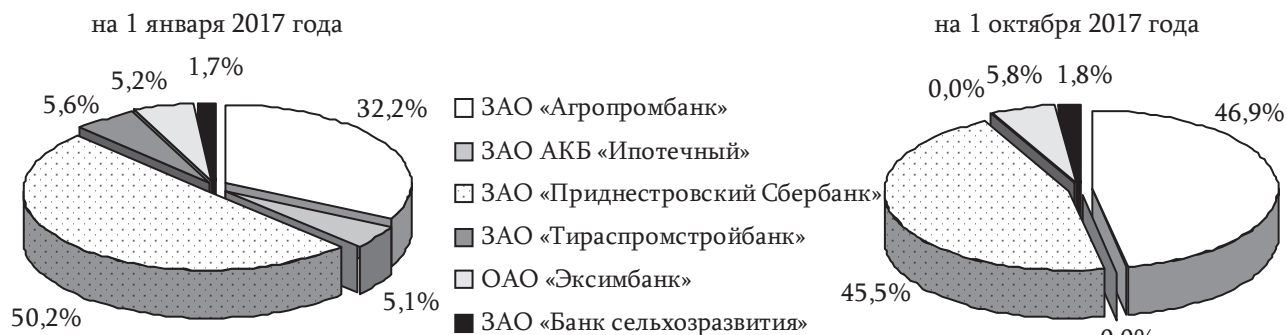 на 1 января 2017 года
на 1 октября 2017 года
1,7%
5,2%
5,6%
32,2%
50,2%
5,1%
ЗАО «Агропромбанк»
ЗАО АКБ «Ипотечный»
ЗАО «Приднестровский Сбербанк»
ЗАО «Тираспромстройбанк»
ОАО «Эксимбанк»
ЗАО «Банк сельхозразвития»
0,0%
5,8%
1,8%
46,9%
45,5%